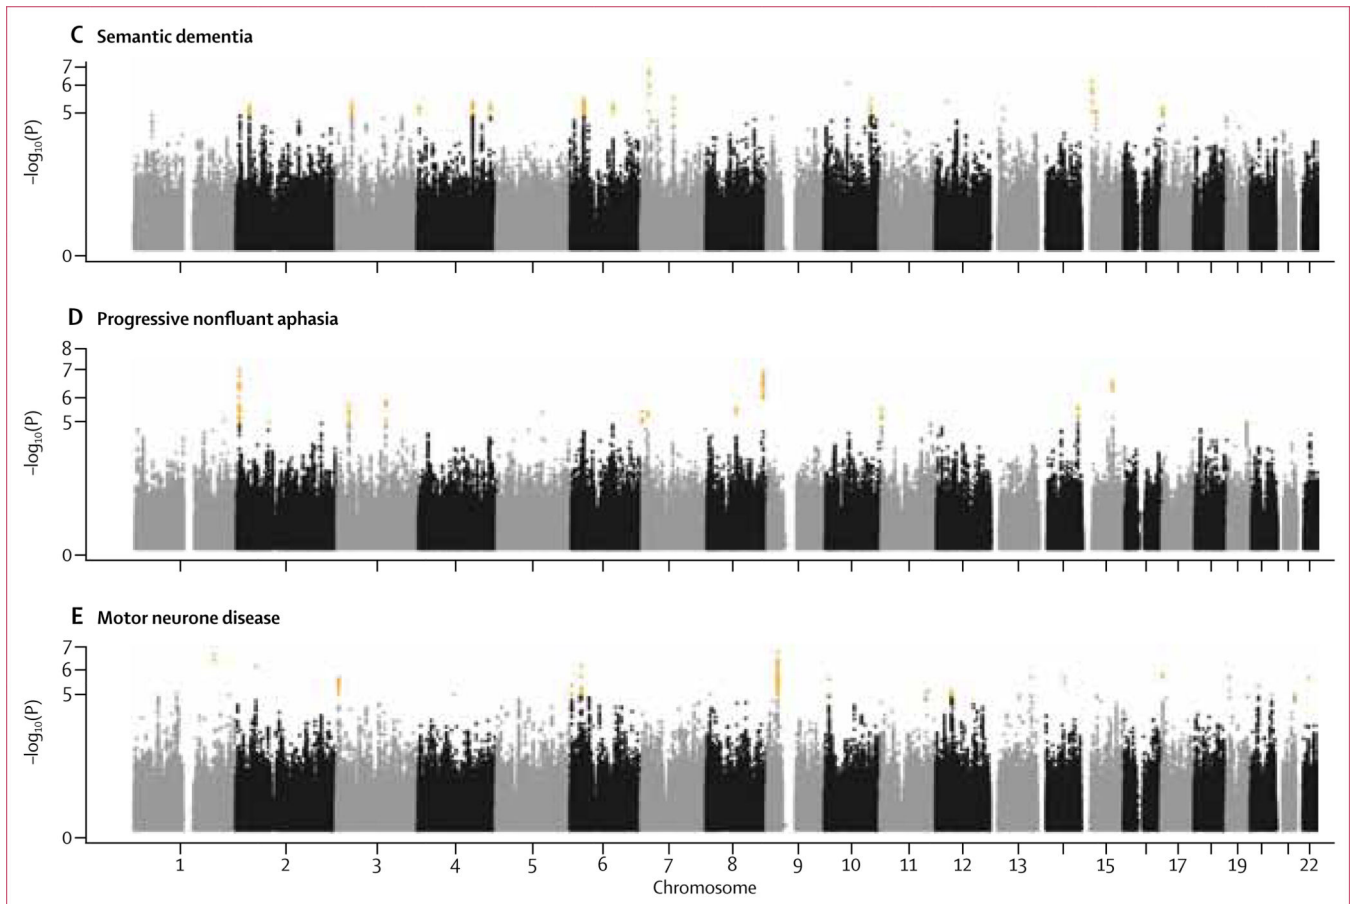 C Semantic dementia
7
6
5
0
–log₁₀(P)
D Progressive nonfluant aphasia
8
7
6
5
0
–log₁₀(P)
E Motor neurone disease
7
6
5
0
–log₁₀(P)
1 2 3 4 5 6 7 8 9 10 11 12 13 15 17 19 22
Chromosome